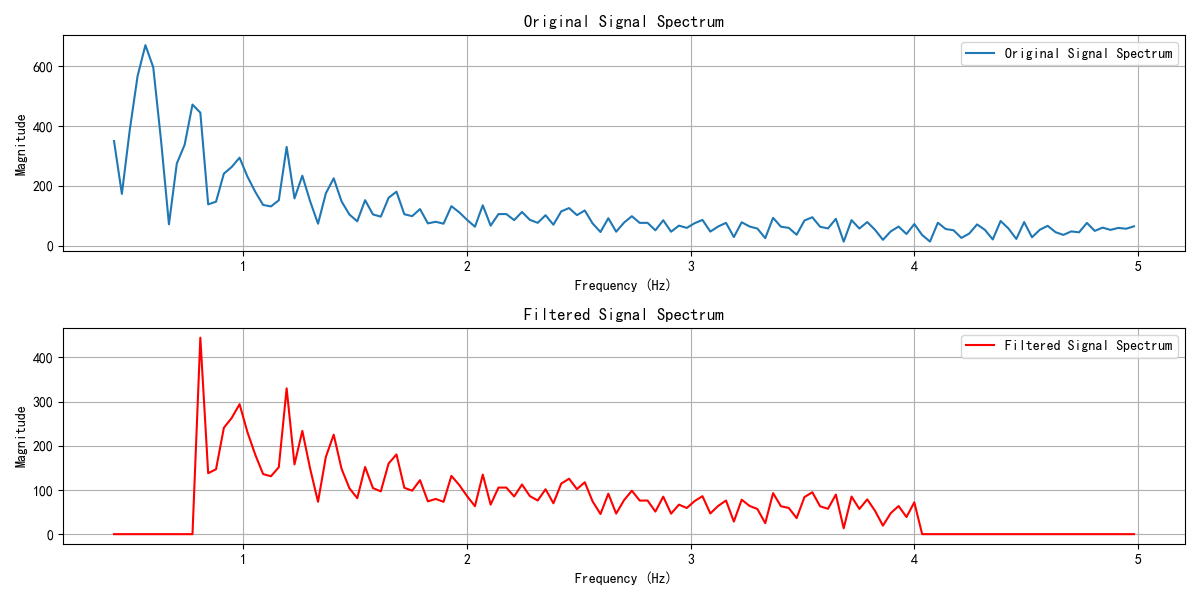 Original Signal Spectrum
Original Signal Spectrum
Magnitude
600
400
200
0
1 2 3 4 5
Frequency (Hz)
Filtered Signal Spectrum
Filtered Signal Spectrum
Magnitude
400
300
200
100
0
1 2 3 4 5
Frequency (Hz)